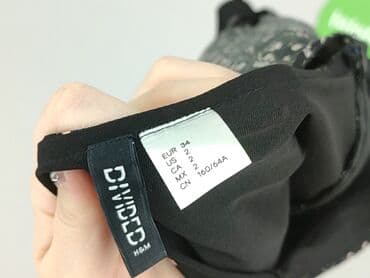 EUR 34
US 2
CA 2
MX 2
CN 160/64A
DIVIDED
H&M